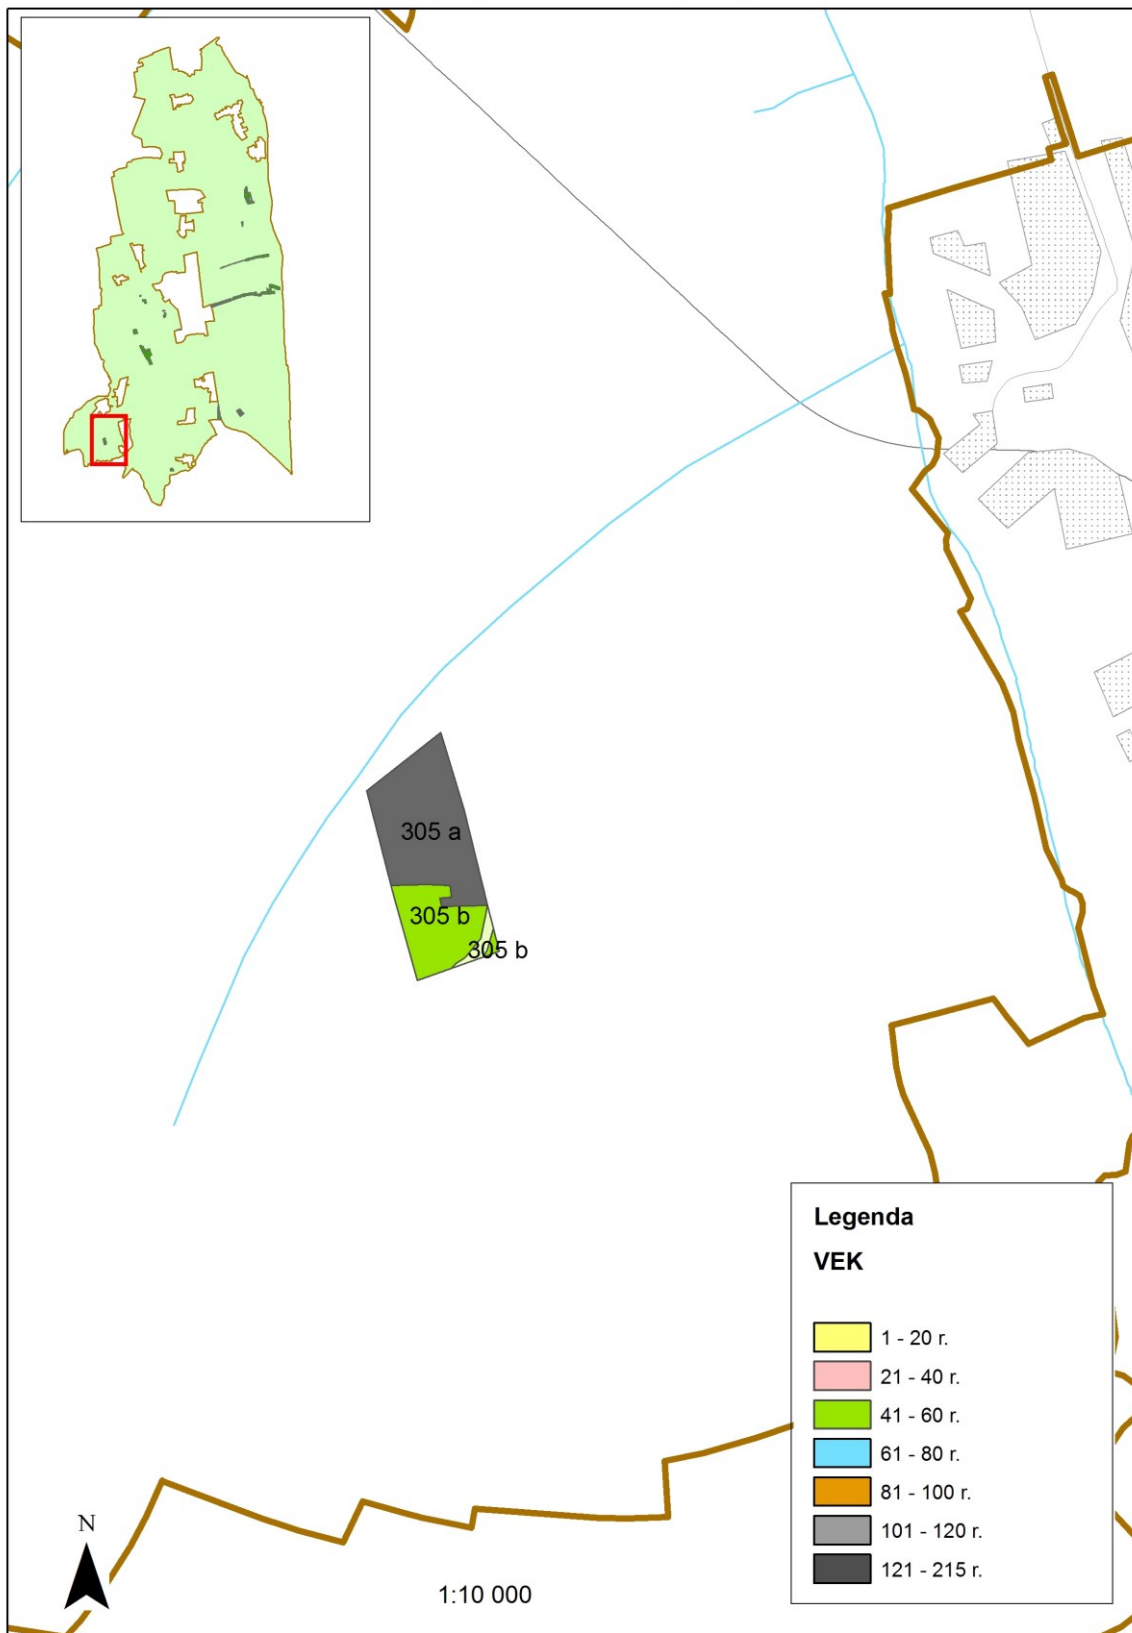 305 a
305 b
305 b
Legenda
VEK
1 - 20 r.
21 - 40 r.
41 - 60 r.
61 - 80 r.
81 - 100 r.
101 - 120 r.
121 - 215 r.
N
1:10 000